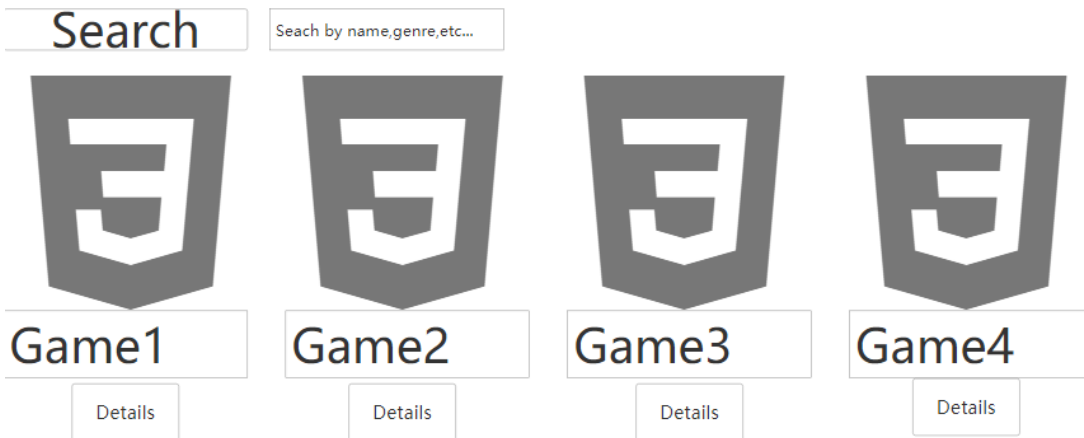 Search
Seach by name,genre,etc...
Game1
Game2
Game3
Game4
Details
Details
Details
Details